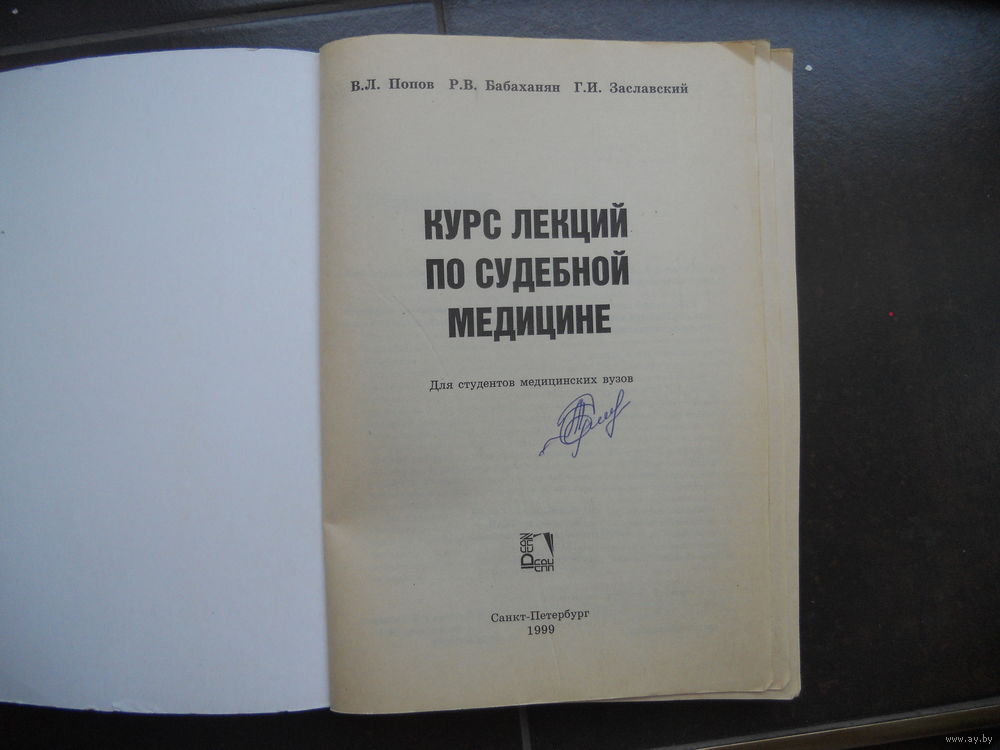 В.Л. Попов Р.В. Бабаханян Г.И. Заславский
КУРС ЛЕКЦИЙ
ПО СУДЕБНОЙ
МЕДИЦИНЕ
Для студентов медицинских вузов
Санкт-Петербург
1999
www.ay.by